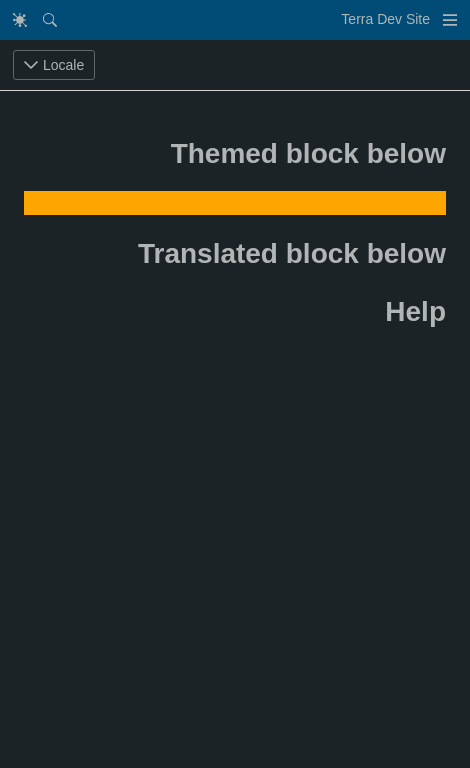 Terra Dev Site
Locale
Themed block below
Translated block below
Help